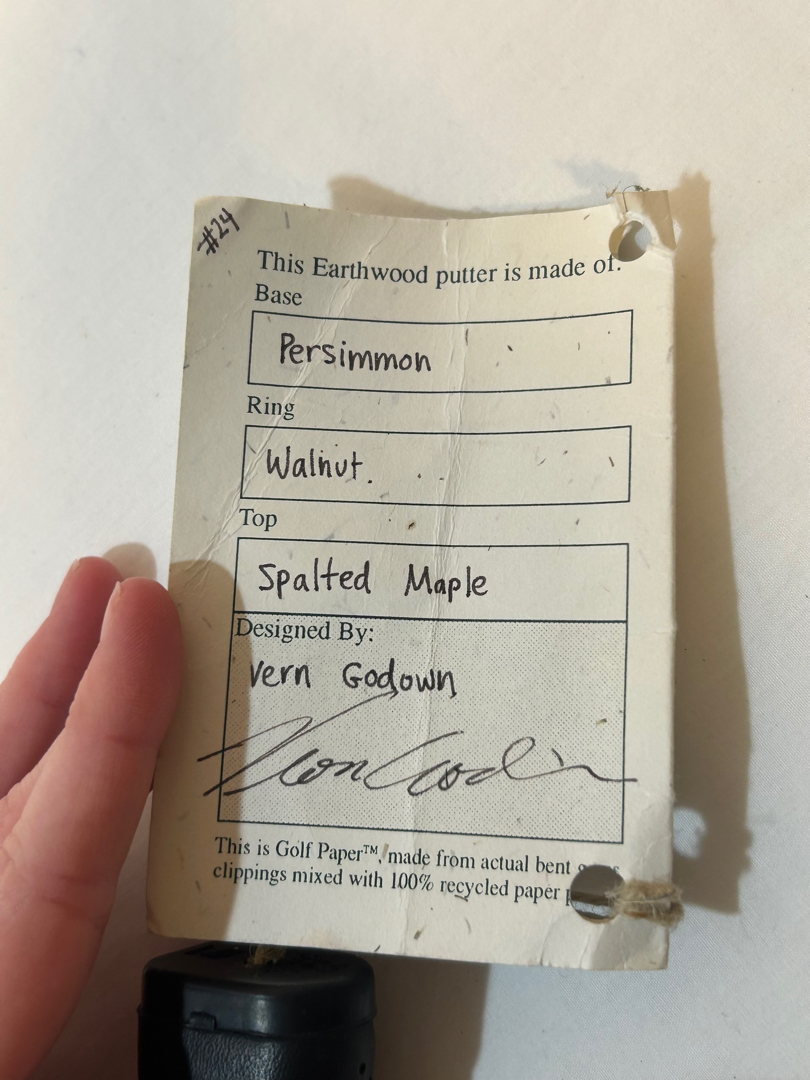 #24
This Earthwood putter is made of:
Base
Persimmon
Ring
Walnut.
Top
Spalted Maple
Designed By:
Vern Godown
This is Golf Paper™, made from actual bent
clippings mixed with 100% recycled paper